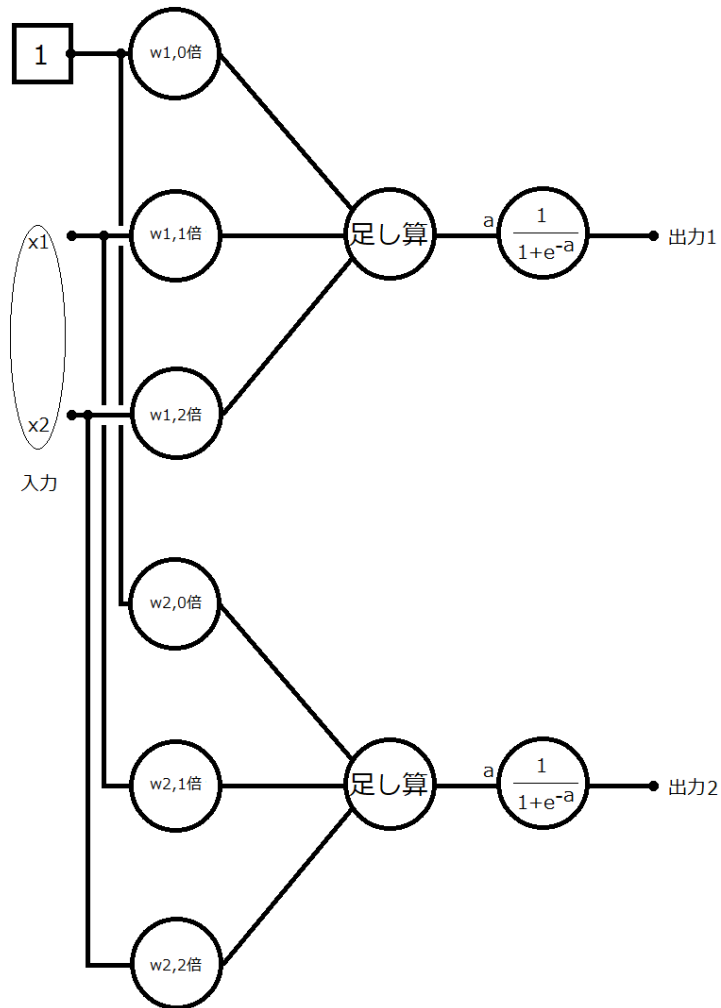 1
w1,0倍
x1
w1,1倍
足し算
a
1
1+e-a
出力1
x2
w1,2倍
入力
w2,0倍
w2,1倍
足し算
a
1
1+e-a
出力2
w2,2倍